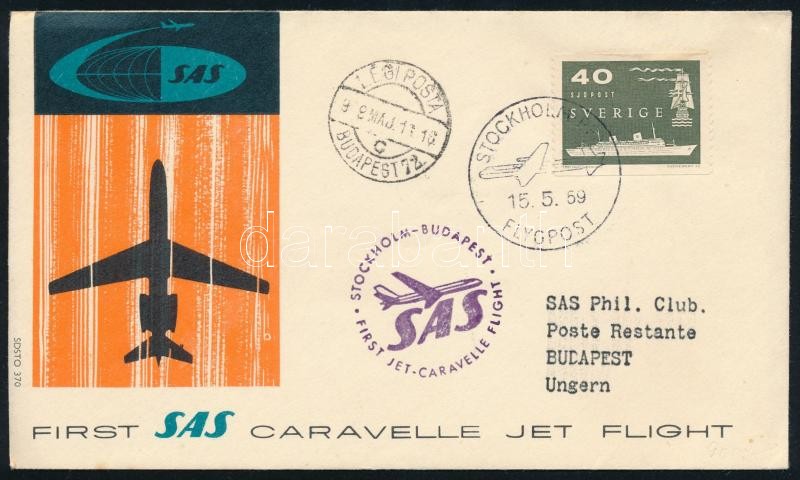 SAS
LÉGIPOSTA
BUDAPEST 72
40
SJÖPOST
SVERIGE
STOCKHOLM
15. 5. 59
FLYGPOST
STOCKHOLM-BUDAPEST
SAS
FIRST JET-CARAVELLE FLIGHT
darabanth
SAS Phil. Club.
Poste Restante
BUDAPEST
Ungern
SDSTO 370
FIRST SAS CARAVELLE JET FLIGHT